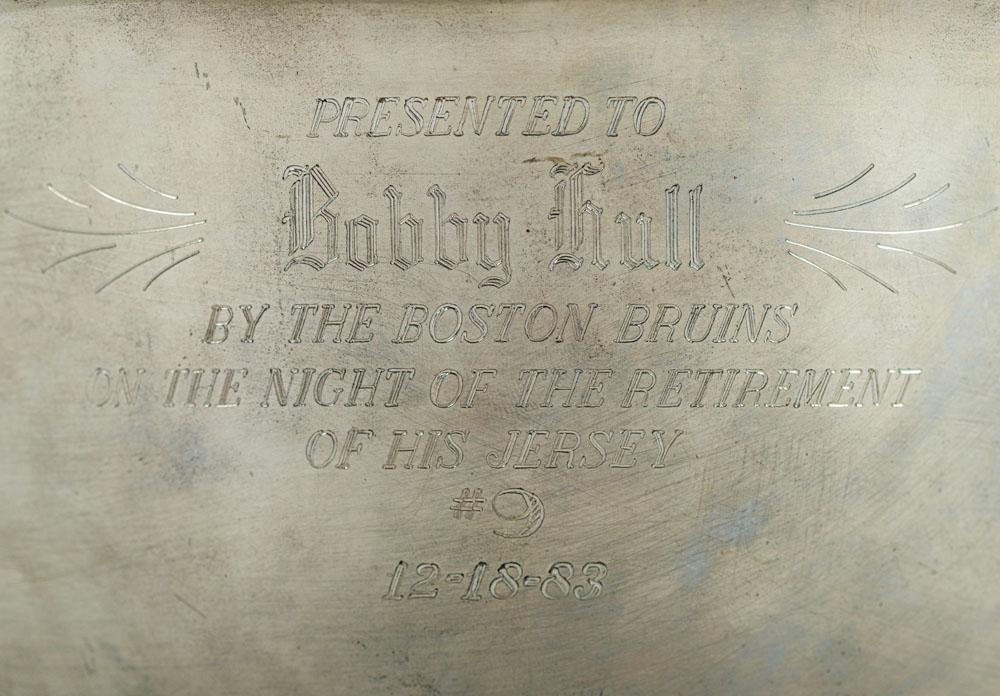 PRESENTED TO
Bobby Hull
BY THE BOSTON BRUINS
ON THE NIGHT OF THE RETIREMENT
OF HIS JERSEY
#9
12-18-83